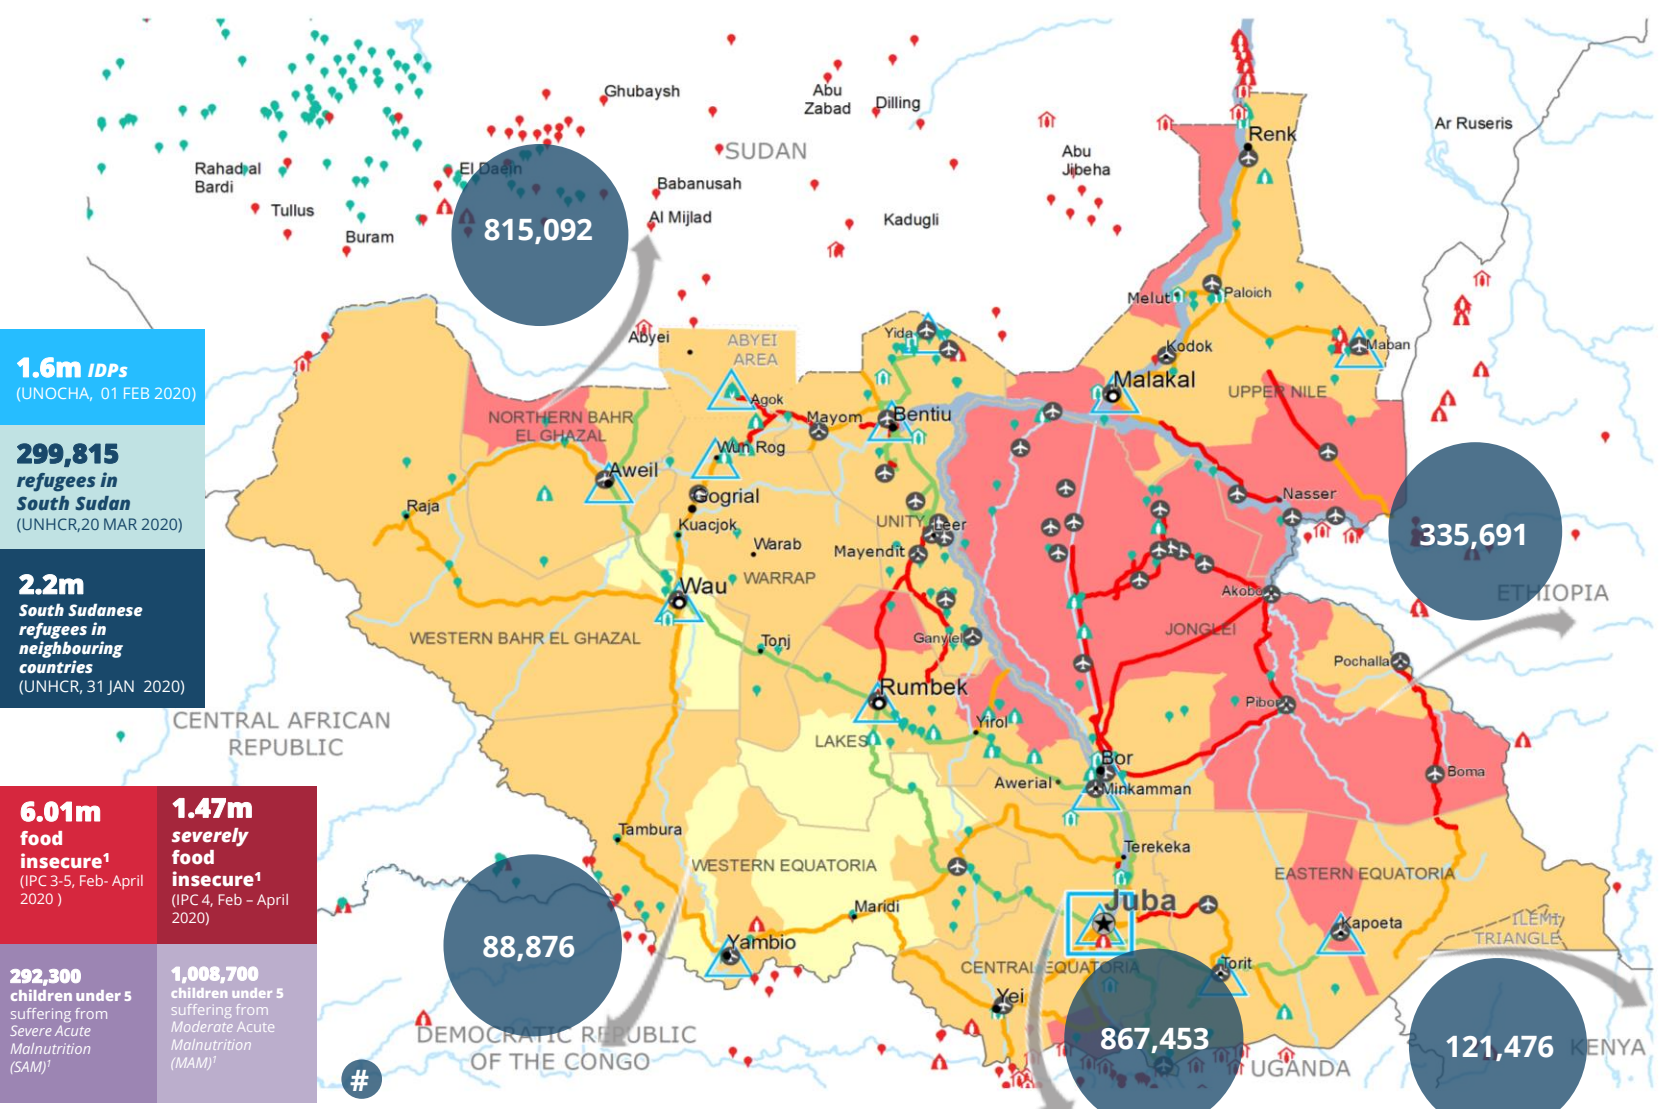 Ghubaysh
Abu
Zabad
Dilling
Ar Ruseris
SUDAN
Renk
Rahad al
Bardi
El Daein
Abu
Jibeha
Babanusah
Tullus
Al Mijlad
Kadugli
Buram
815,092
Melut
Paloich
Abyei
ABYEI
AREA
Yida
Kodok
Maban
1.6m IDPs
(UNOCHA, 01 FEB 2020)
Malakal
UPPER NILE
Agok
NORTHERN BAHR
EL GHAZAL
Mayom
Bentiu
299,815
refugees in
South Sudan
(UNHCR,20 MAR 2020)
Wun Rog
Aweil
Gogrial
Nasser
Raja
Kuacjok
UNITY
Leer
335,691
Warab
Mayendit
WARRAP
2.2m
South Sudanese
refugees in
neighbouring
countries
(UNHCR, 31 JAN 2020)
Wau
Akobo
ETHIOPIA
WESTERN BAHR EL GHAZAL
Tonj
Ganyiel
JONGLEI
Pochalla
Rumbek
Pibor
CENTRAL AFRICAN
REPUBLIC
Yirol
LAKES
Bor
Awerial
Minkamman
Boma
6.01m
food
insecure¹
(IPC 3-5, Feb- April
2020 )
1.47m
severely
food
insecure¹
(IPC 4, Feb – April
2020)
Tambura
Terekeka
WESTERN EQUATORIA
EASTERN EQUATORIA
Juba
Maridi
Kapoeta
ILEMI
TRIANGLE
88,876
Yambio
CENTRAL EQUATORIA
Torit
292,300
children under 5
suffering from
Severe Acute
Malnutrition
(SAM)¹
1,008,700
children under 5
suffering from
Moderate Acute
Malnutrition
(MAM)¹
Yei
DEMOCRATIC REPUBLIC
OF THE CONGO
867,453
121,476
KENYA
UGANDA
#